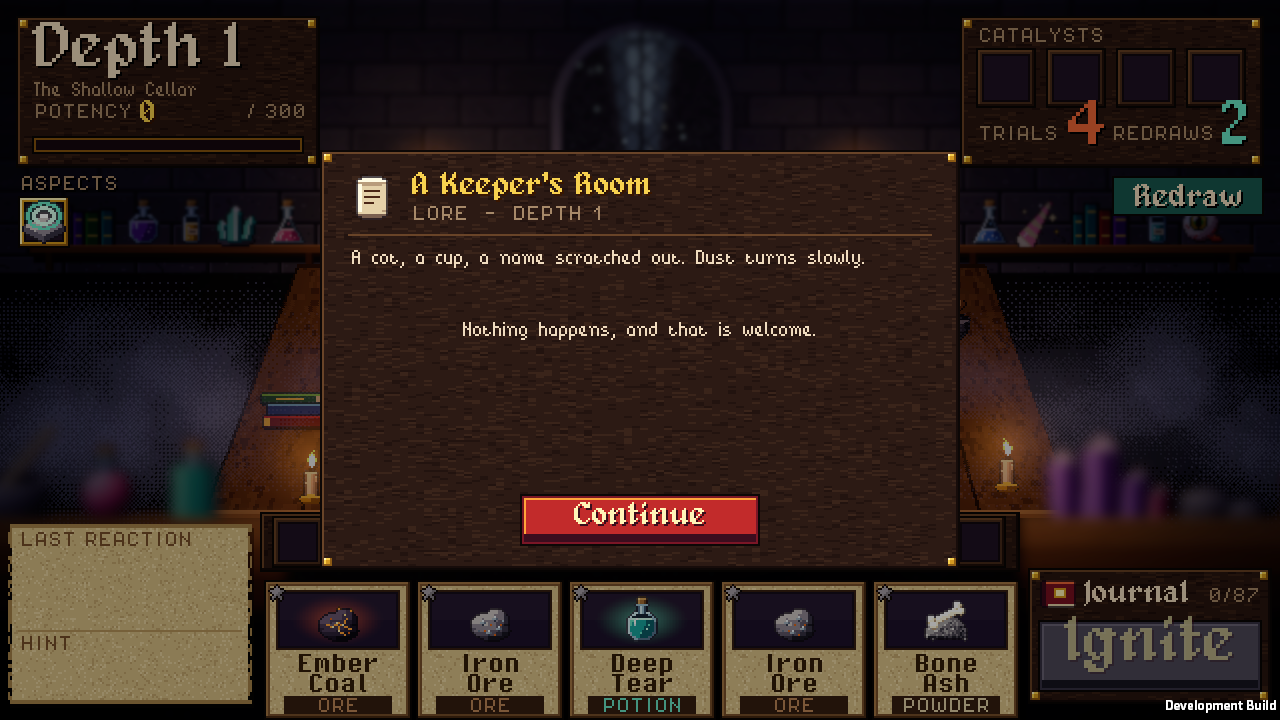 Depth 1
The Shallow Cellar
POTENCY 0 / 300
ASPECTS
CATALYSTS
TRIALS 4 REDRAWS 2
Redraw
A Keeper's Room
LORE - DEPTH 1
A cot, a cup, a name scratched out. Dust turns slowly.
Nothing happens, and that is welcome.
Continue
LAST REACTION
HINT
Ember Coal
ORE
Iron Ore
ORE
Deep Tear
POTION
Iron Ore
ORE
Bone Ash
POWDER
Journal 0/87
Ignite
Development Build